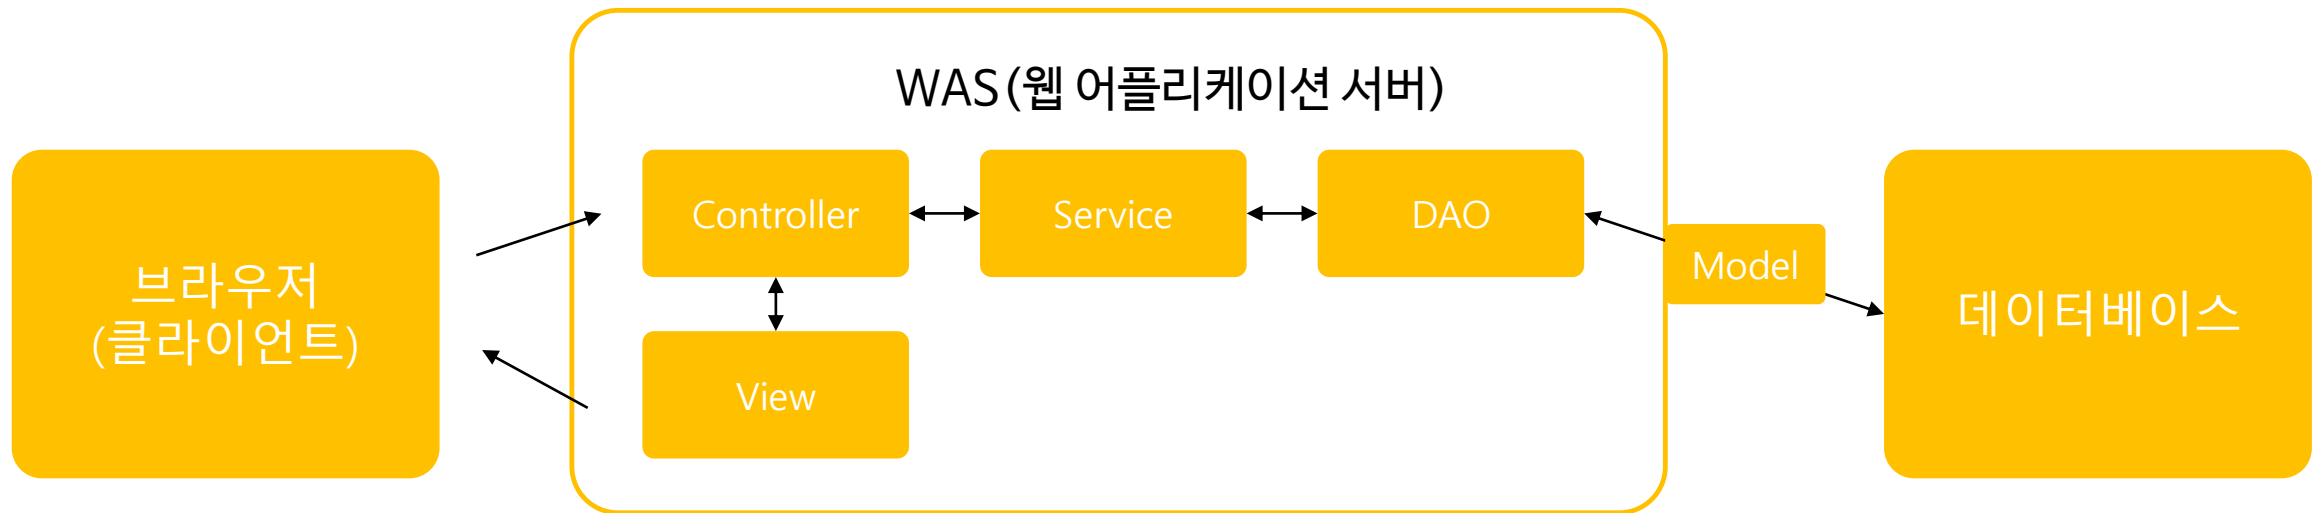 WAS(웹 어플리케이션 서버)
브라우저
(클라이언트)
Controller
Service
DAO
Model
View
데이터베이스